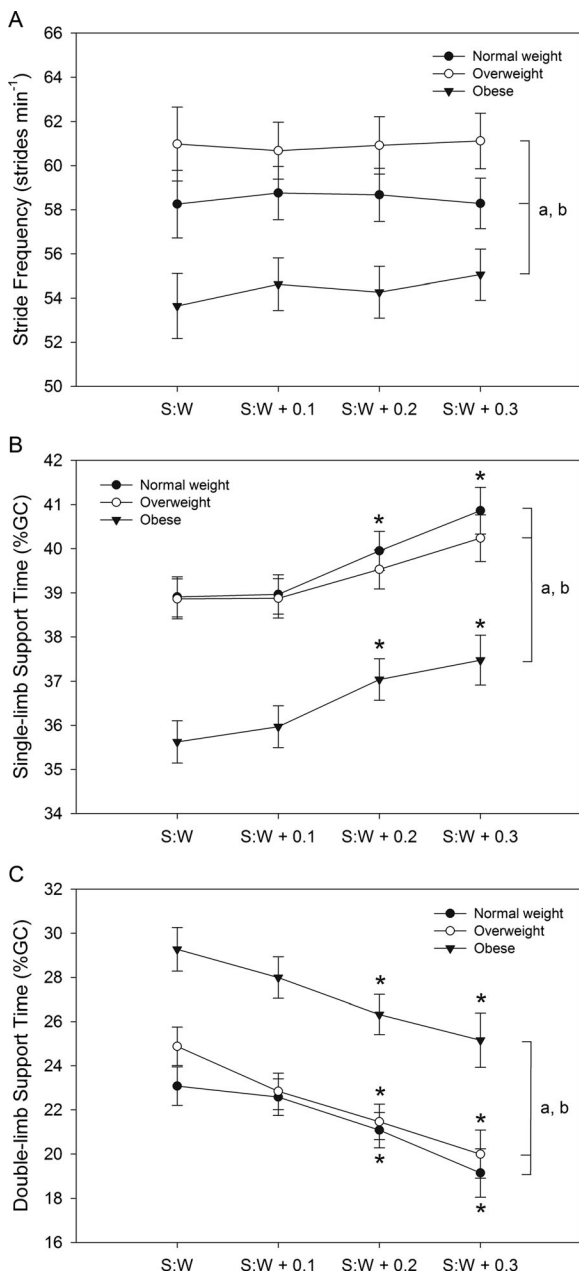 A
Stride Frequency (strides min⁻¹)
66
64
62
60
58
56
54
52
50
Normal weight
Overweight
Obese
a, b
S:W
S:W + 0.1
S:W + 0.2
S:W + 0.3
B
Single-limb Support Time (%GC)
42
41
40
39
38
37
36
35
34
Normal weight
Overweight
Obese
*
*
*
*
a, b
S:W
S:W + 0.1
S:W + 0.2
S:W + 0.3
C
Double-limb Support Time (%GC)
32
30
28
26
24
22
20
18
16
Normal weight
Overweight
Obese
*
*
*
*
*
*
a, b
S:W
S:W + 0.1
S:W + 0.2
S:W + 0.3